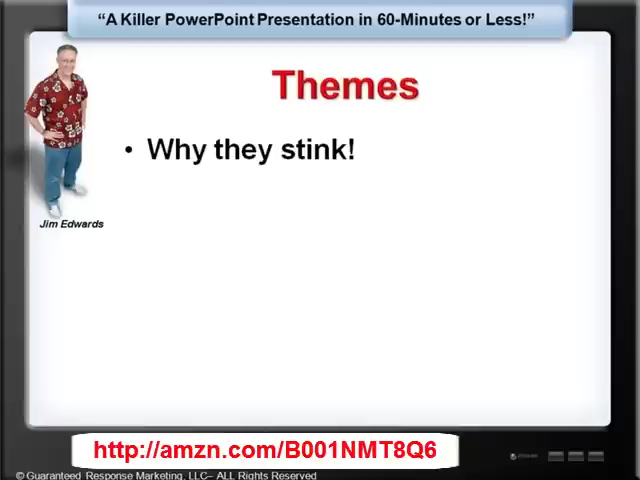 “A Killer PowerPoint Presentation in 60-Minutes or Less!”
Themes
• Why they stink!
Jim Edwards
http://amzn.com/B001NMT8Q6
© Guaranteed Response Marketing, LLC– ALL Rights Reserved